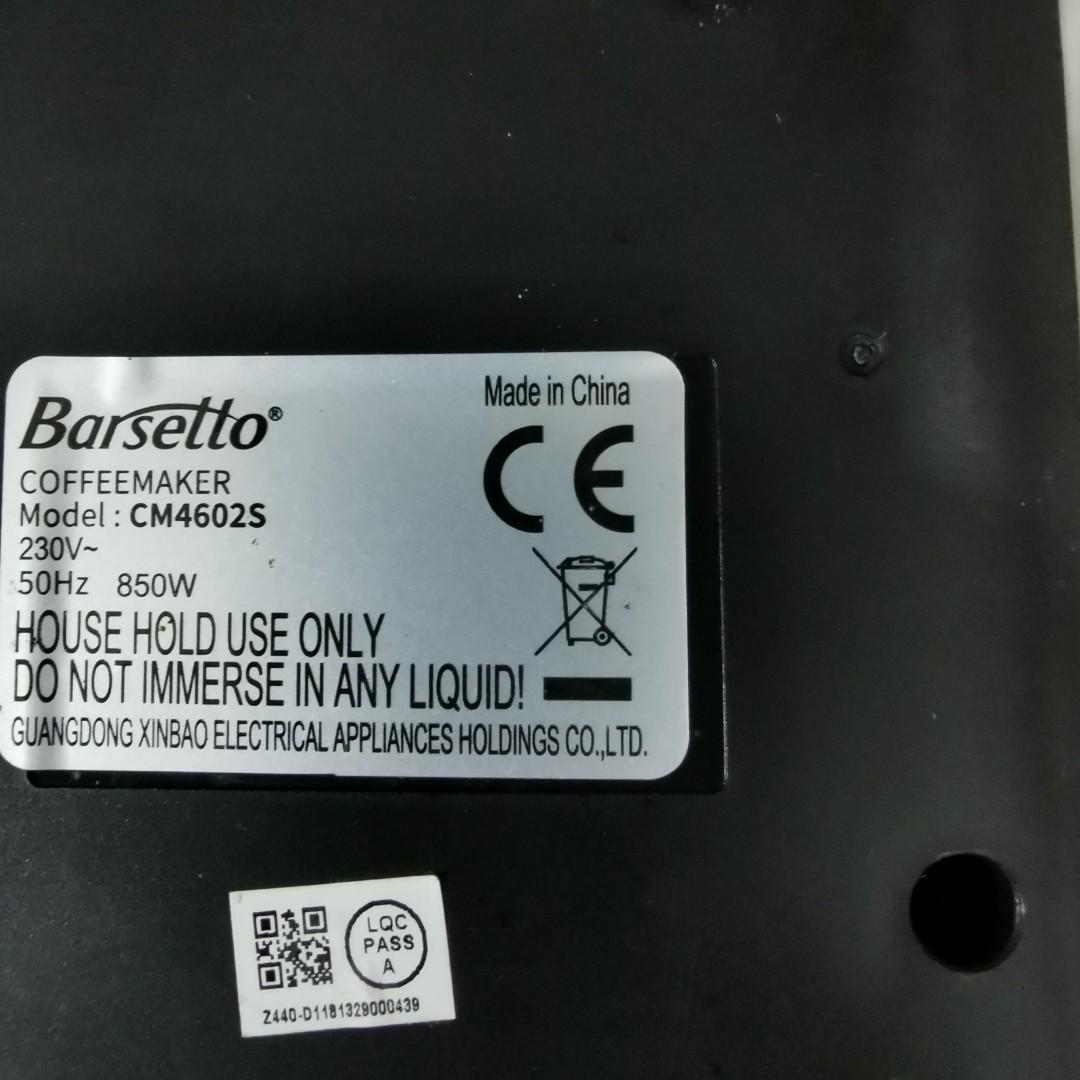 Made in China
Barsetto®
CE
COFFEEMAKER
Model : CM4602S
230V~
50Hz 850W
HOUSE HOLD USE ONLY
DO NOT IMMERSE IN ANY LIQUID!
GUANGDONG XINBAO ELECTRICAL APPLIANCES HOLDINGS CO.,LTD.
LQC
PASS
A
Z440-D1181329000439